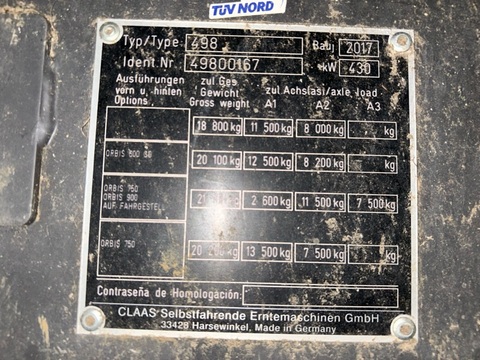 TÜV NORD
Typ/Type 498 Bauj 2017
Ident Nr. 49800167 kW 430
Ausführungen zul Ges zul Achslasi/axle load
vorn u. hinten Gewicht
Options Gross weight A1 A2 A3
18 800 kg 11 500 kg 8 000 kg kg
ORBIS 600 SD 20 100 kg 12 500 kg 8 200 kg kg
ORBIS 750
ORBIS 900 kg 600 kg 11 500 kg 7 500 kg
AUF FAHRGESTELL
ORBIS 750 kg 13 500 kg 7 500 kg kg
Contraseña de Homologación:
CLAAS Selbstfahrende Erntemaschinen GmbH
33428 Harsewinkel, Made in Germany